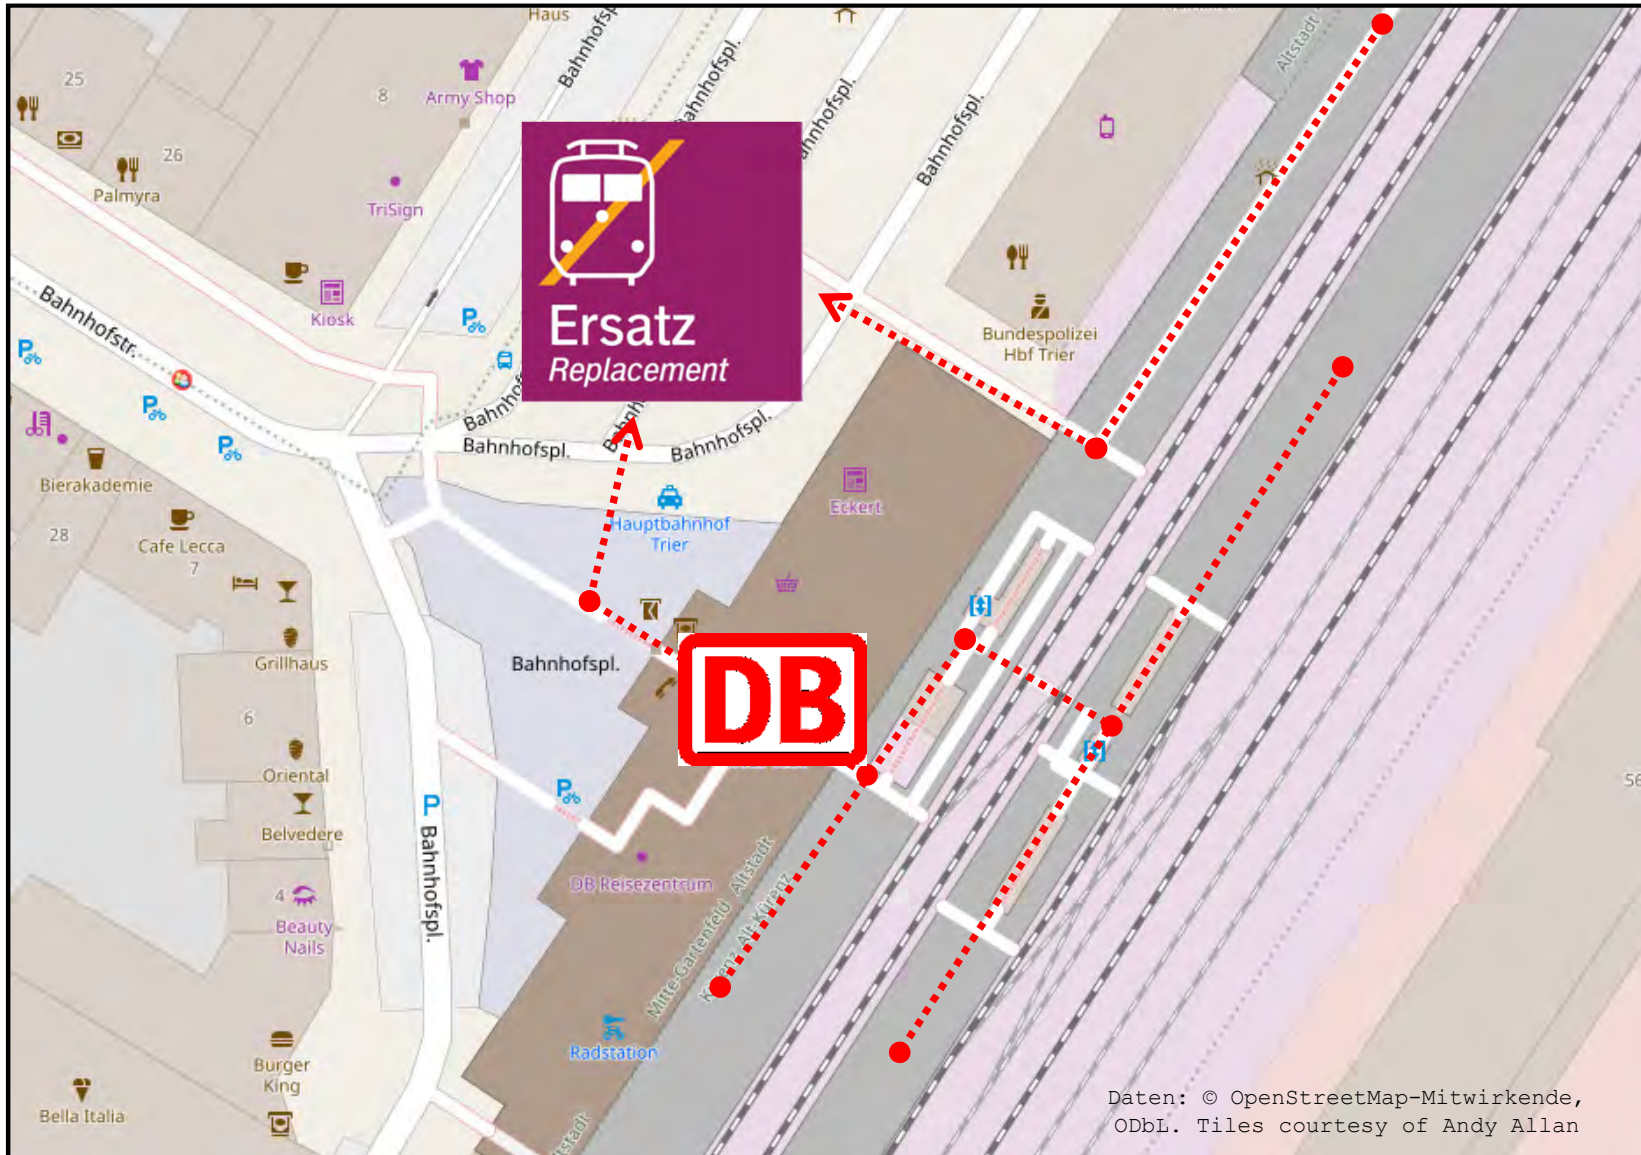 Haus
Bahnhofspl.
Altstadt
25
8
Army Shop
26
Palmyra
TriSign
Bahnhofspl.
Kiosk
Bahnhofstr.
Ersatz
Replacement
Bundespolizei
Hbf Trier
Bahnhofspl.
Bahnhofspl.
Bierakademie
28
Cafe Lecca
7
Eckert
Hauptbahnhof
Trier
Grillhaus
Bahnhofspl.
DB
6
Oriental
P
Belvedere
Bahnhofspl.
4
Beauty
Nails
DB Reisezentrum
Mitte-Gartenfeld Altstadt
Alt-Kürenz
Radstation
Burger
King
Bella Italia
56
Daten: © OpenStreetMap-Mitwirkende,
ODbL. Tiles courtesy of Andy Allan